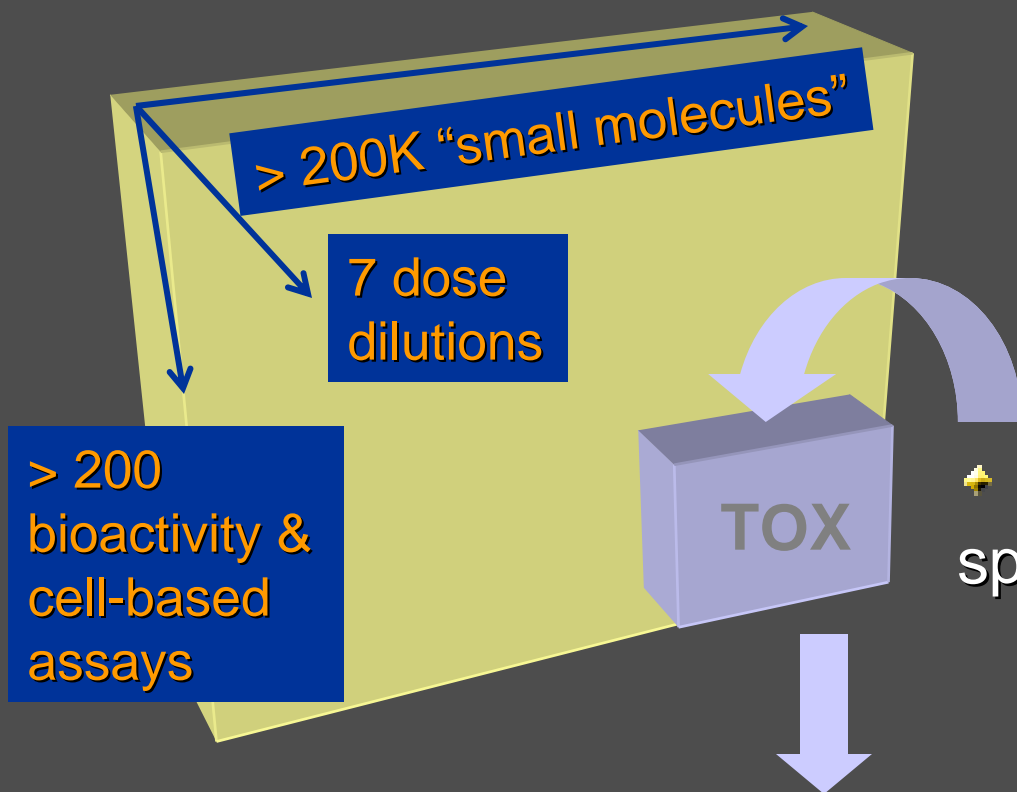 > 200K “small molecules”
7 dose
dilutions
> 200
bioactivity &
cell-based
assays
TOX